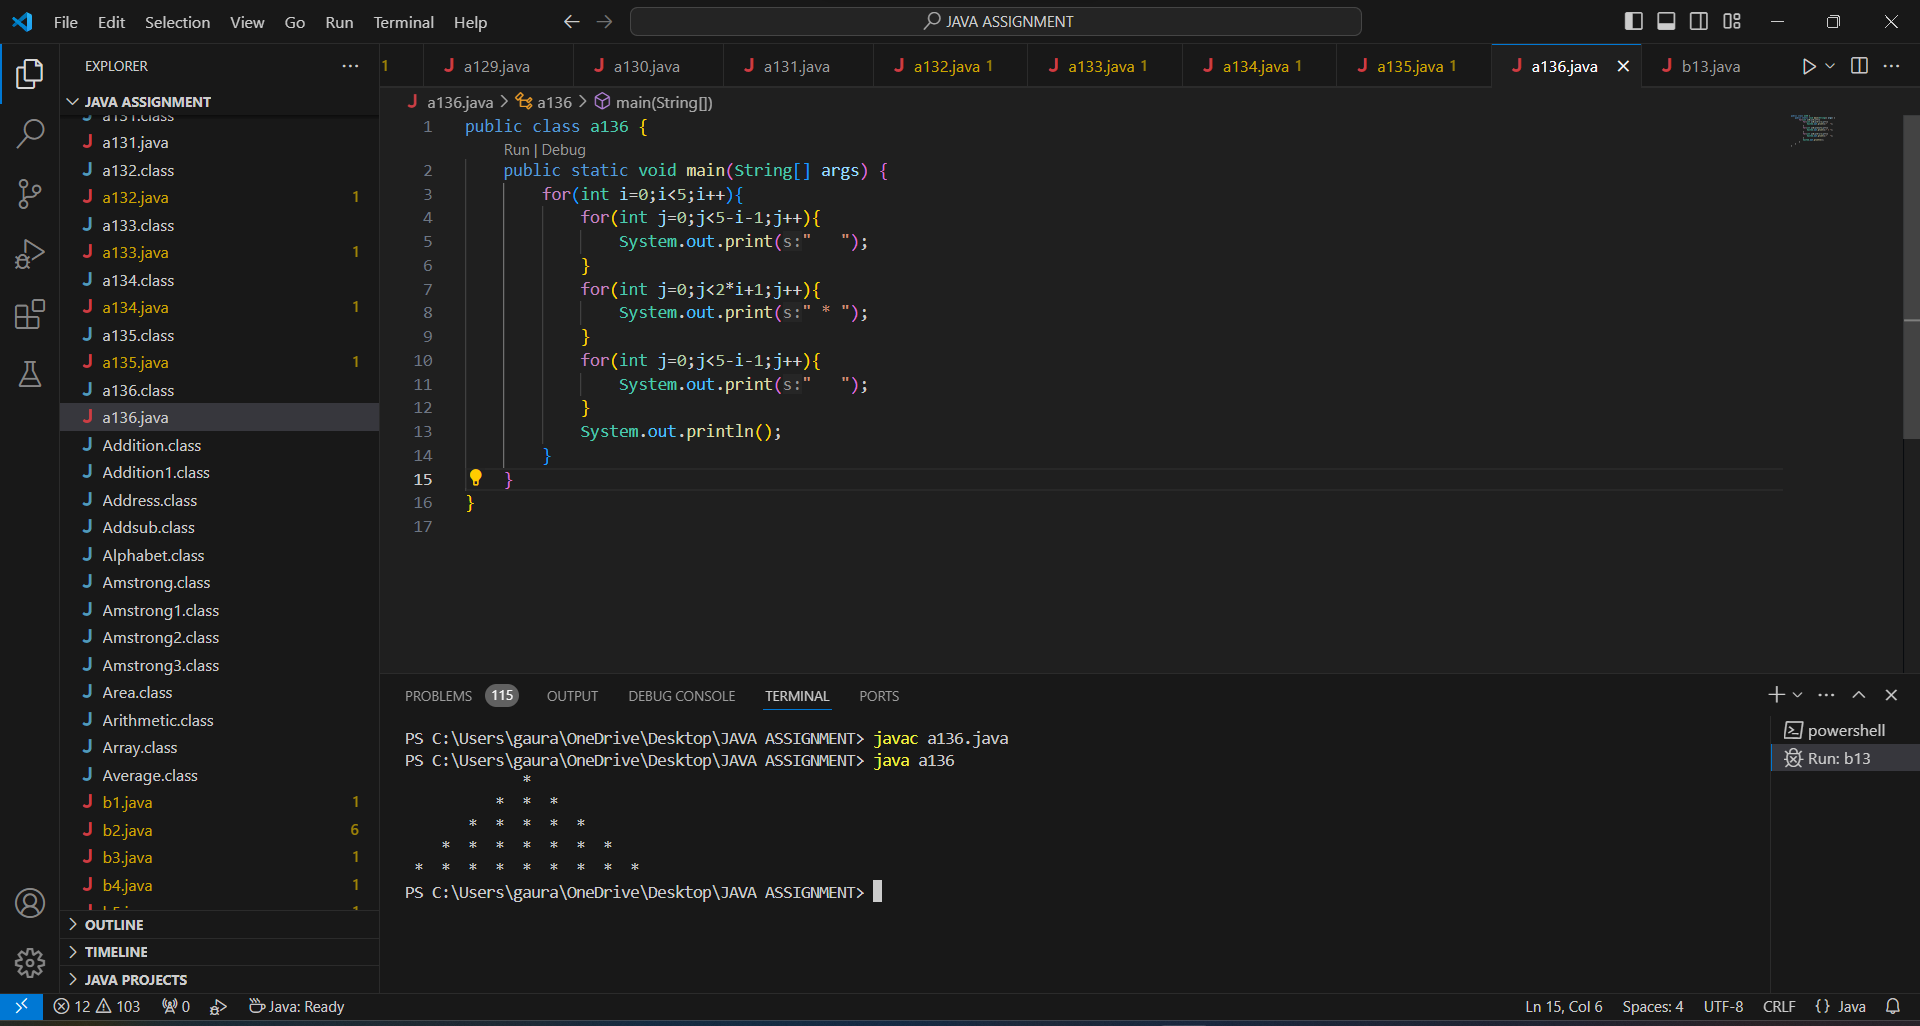 File Edit Selection View Go Run Terminal Help JAVA ASSIGNMENT
EXPLORER
JAVA ASSIGNMENT
a131.class
a131.java
a132.class
a132.java 1
a133.class
a133.java 1
a134.class
a134.java 1
a135.class
a135.java 1
a136.class
a136.java
Addition.class
Addition1.class
Address.class
Addsub.class
Alphabet.class
Amstrong.class
Amstrong1.class
Amstrong2.class
Amstrong3.class
Area.class
Arithmetic.class
Array.class
Average.class
b1.java 1
b2.java 6
b3.java 1
b4.java 1
OUTLINE
TIMELINE
JAVA PROJECTS
1 a129.java a130.java a131.java a132.java 1 a133.java 1 a134.java 1 a135.java 1 a136.java b13.java
a136.java > a136 > main(String[])
1 public class a136 {
Run | Debug
2 public static void main(String[] args) {
3 for(int i=0;i<5;i++){
4 for(int j=0;j<5-i-1;j++){
5 System.out.print(s:"   ");
6 }
7 for(int j=0;j<2*i+1;j++){
8 System.out.print(s:" * ");
9 }
10 for(int j=0;j<5-i-1;j++){
11 System.out.print(s:"   ");
12 }
13 System.out.println();
14 }
15 }
16 }
17
PROBLEMS 115 OUTPUT DEBUG CONSOLE TERMINAL PORTS
PS C:\Users\gaura\OneDrive\Desktop\JAVA ASSIGNMENT> javac a136.java
PS C:\Users\gaura\OneDrive\Desktop\JAVA ASSIGNMENT> java a136
*
* * *
* * * * *
* * * * * * *
* * * * * * * * *
PS C:\Users\gaura\OneDrive\Desktop\JAVA ASSIGNMENT>
powershell
Run: b13
12 103 0 Java: Ready Ln 15, Col 6 Spaces: 4 UTF-8 CRLF {} Java